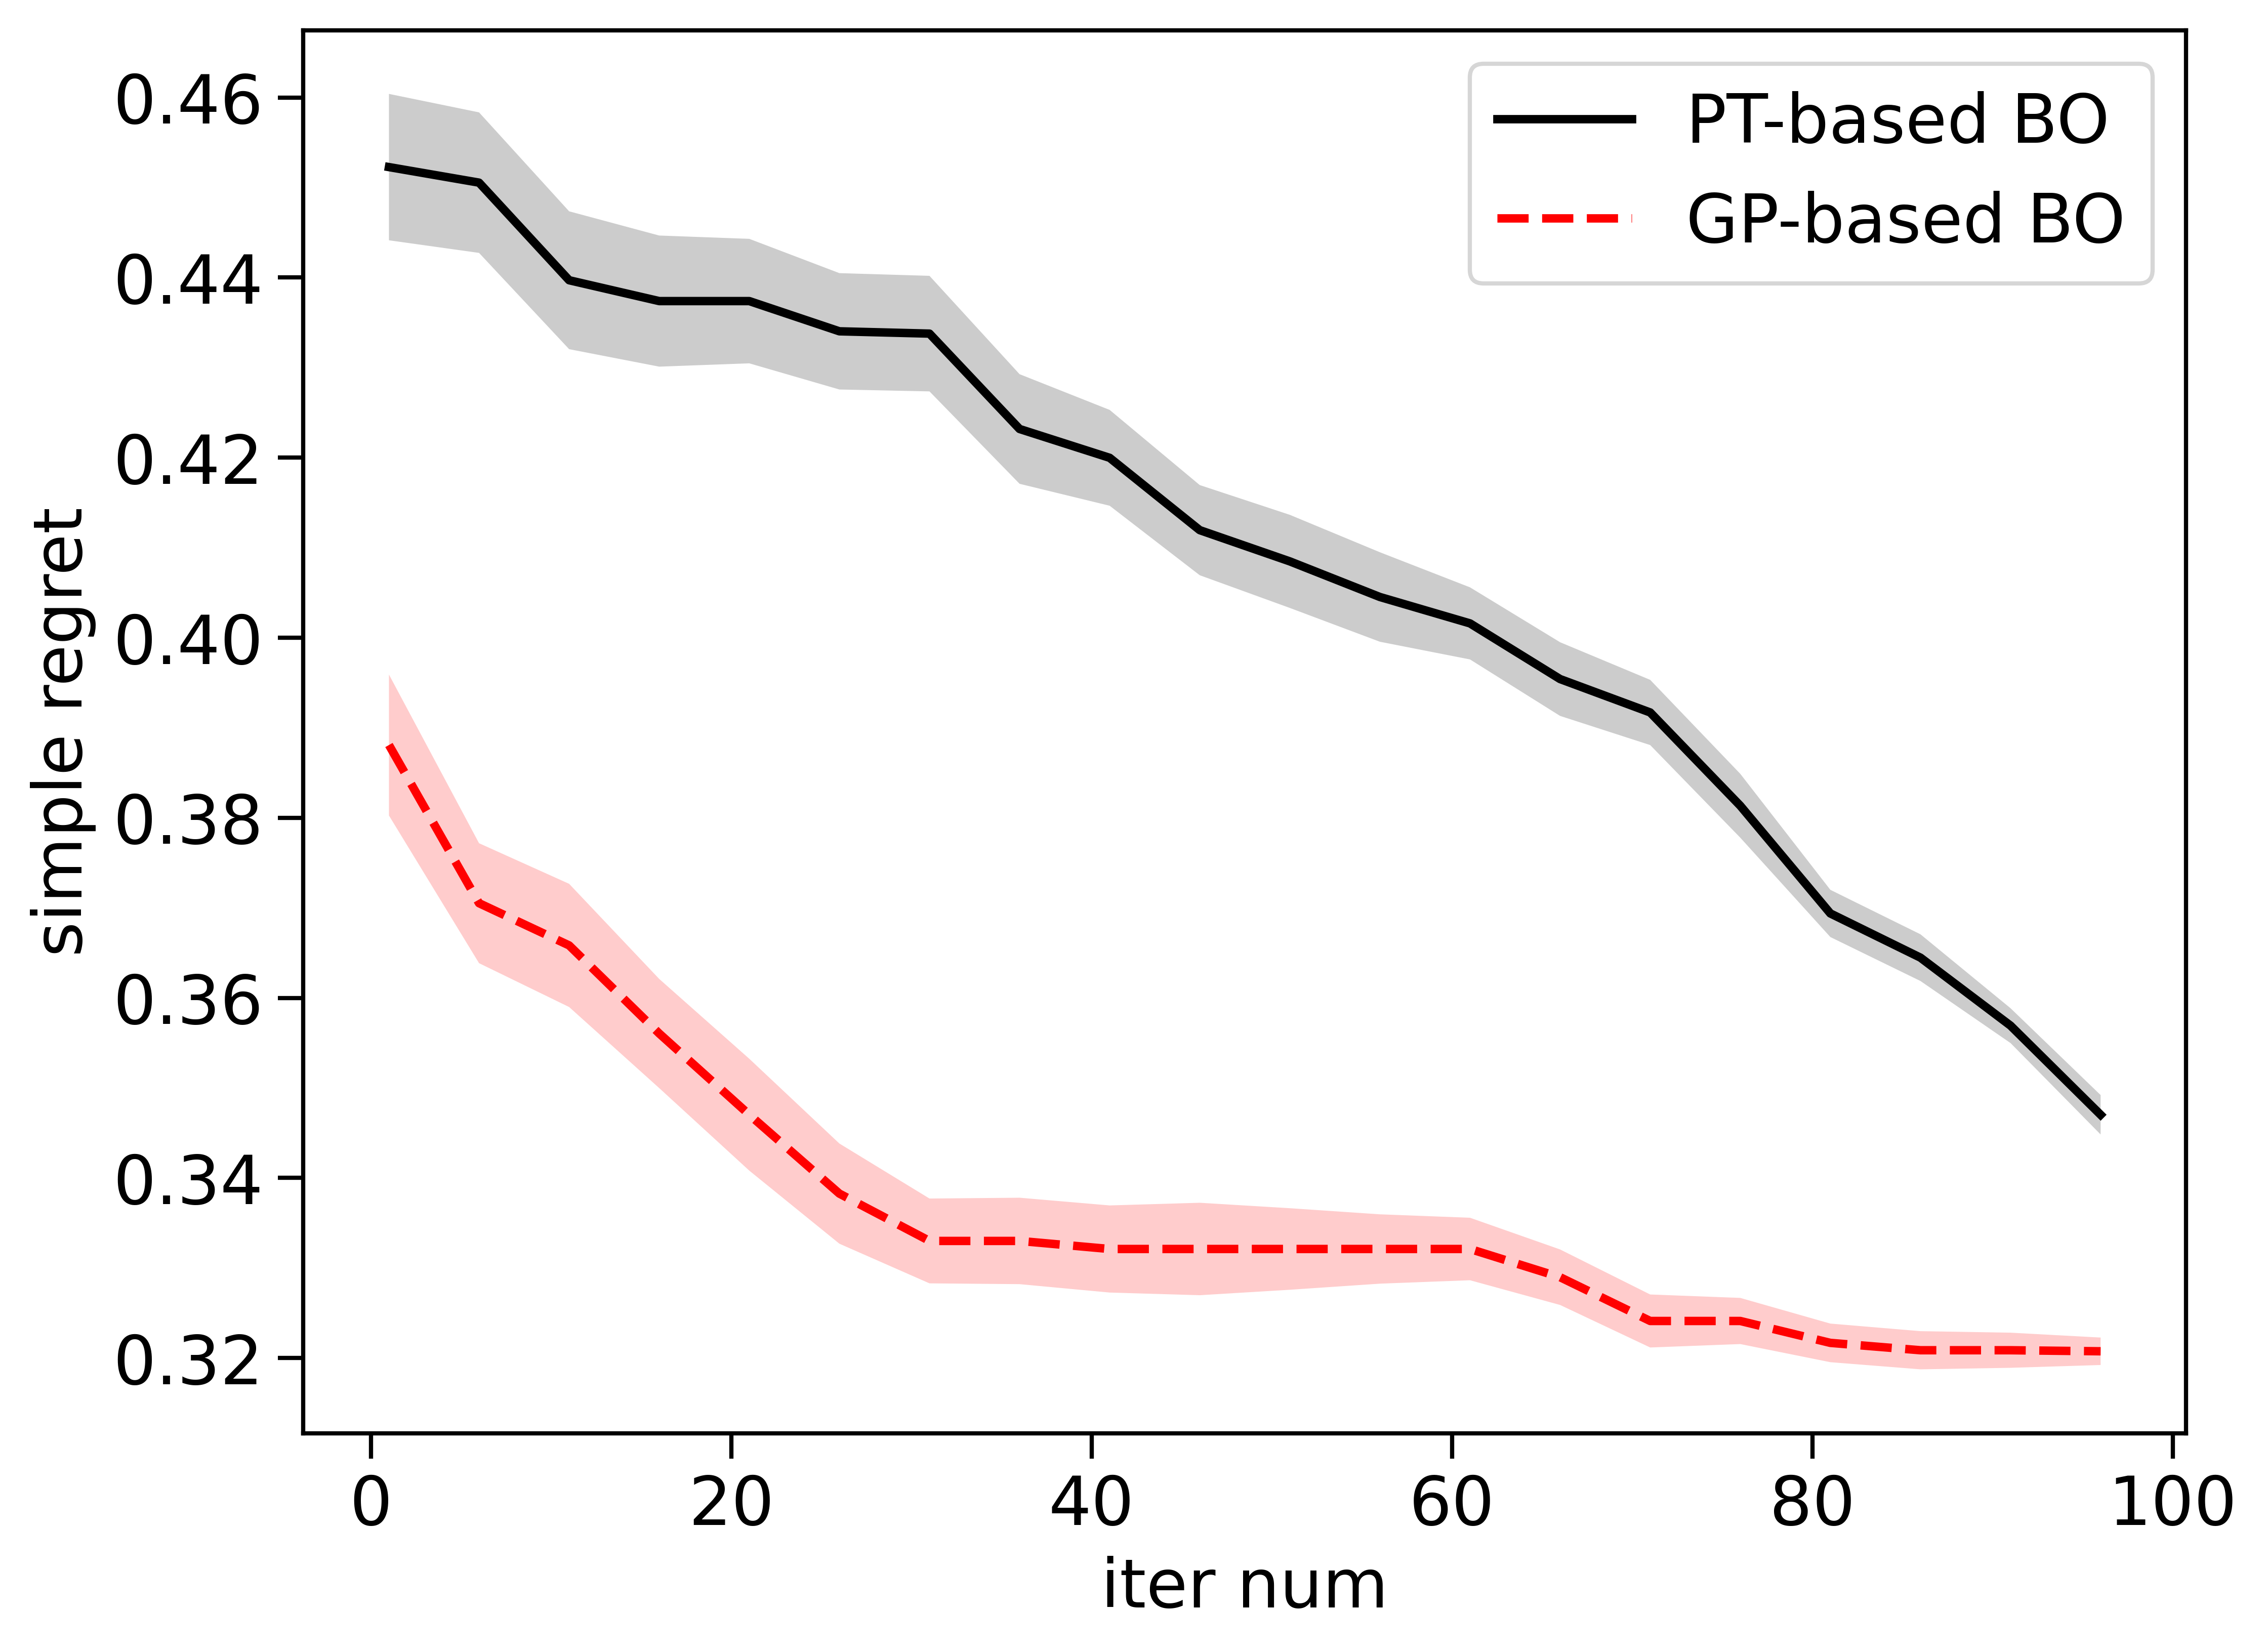 PT-based BO
GP-based BO
0.46
0.44
0.42
0.40
0.38
0.36
0.34
0.32
simple regret
0 20 40 60 80 100
iter num